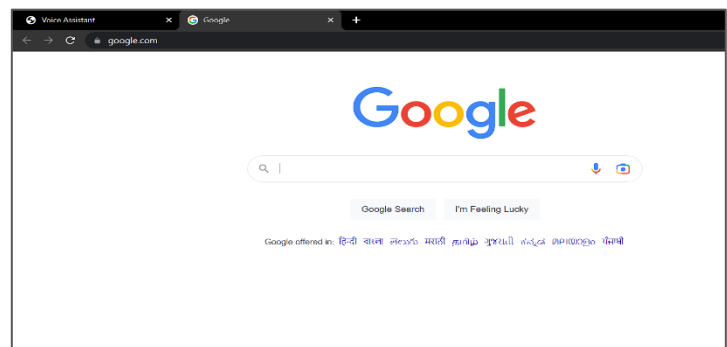 Voice Assistant
Google
google.com
Google
Google Search
I'm Feeling Lucky
Google offered in: हिन्दी বাংলা తెలుగు मराठी தமிழ் ગુજરાતી ಕನ್ನಡ മലയാളം ਪੰਜਾਬੀ